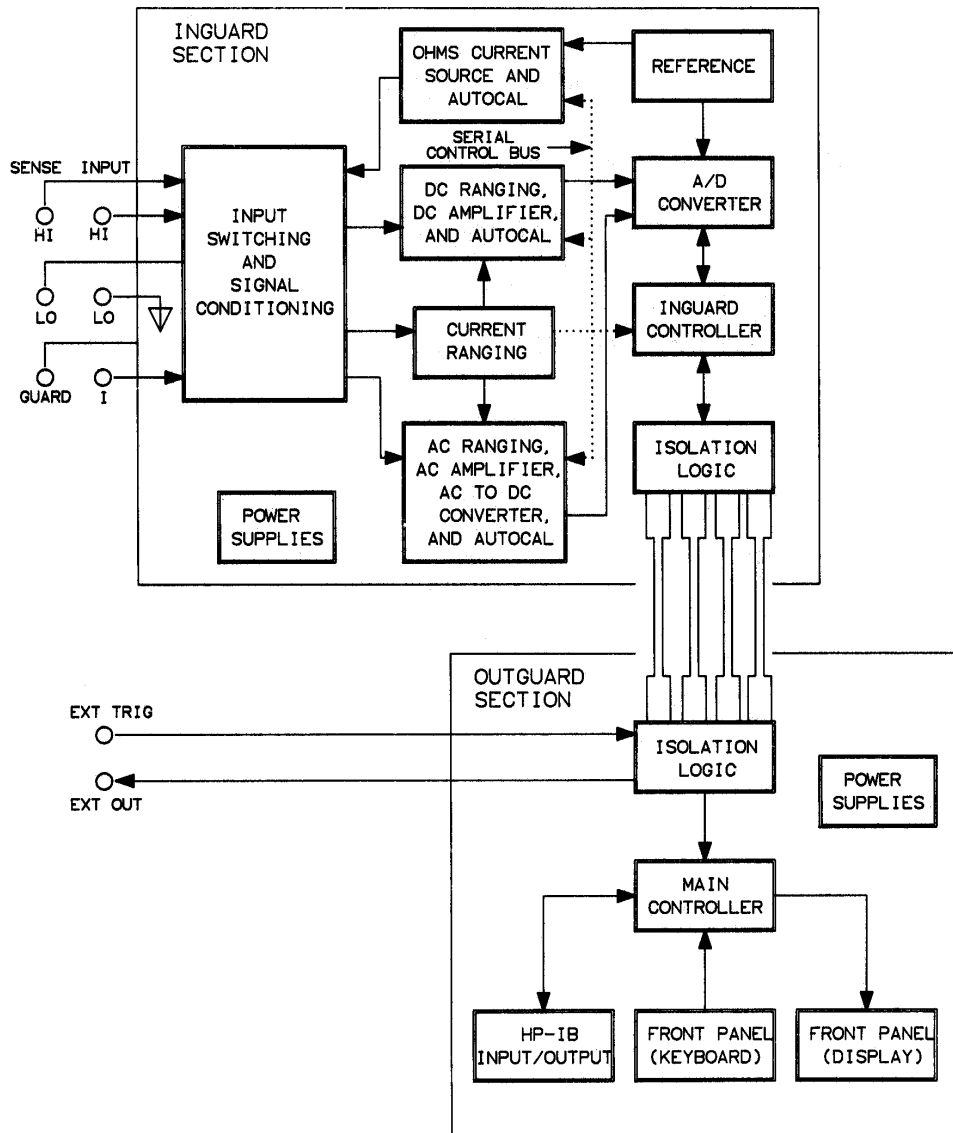 INGUARD
SECTION
OHMS CURRENT
SOURCE AND
AUTOCAL
REFERENCE
SERIAL
CONTROL BUS
SENSE INPUT
HI
HI
LO
LO
GUARD
I
INPUT
SWITCHING
AND
SIGNAL
CONDITIONING
DC RANGING,
DC AMPLIFIER,
AND AUTOCAL
A/D
CONVERTER
CURRENT
RANGING
INGUARD
CONTROLLER
AC RANGING,
AC AMPLIFIER,
AC TO DC
CONVERTER,
AND AUTOCAL
ISOLATION
LOGIC
POWER
SUPPLIES
OUTGUARD
SECTION
EXT TRIG
EXT OUT
ISOLATION
LOGIC
POWER
SUPPLIES
MAIN
CONTROLLER
HP-IB
INPUT/OUTPUT
FRONT PANEL
(KEYBOARD)
FRONT PANEL
(DISPLAY)